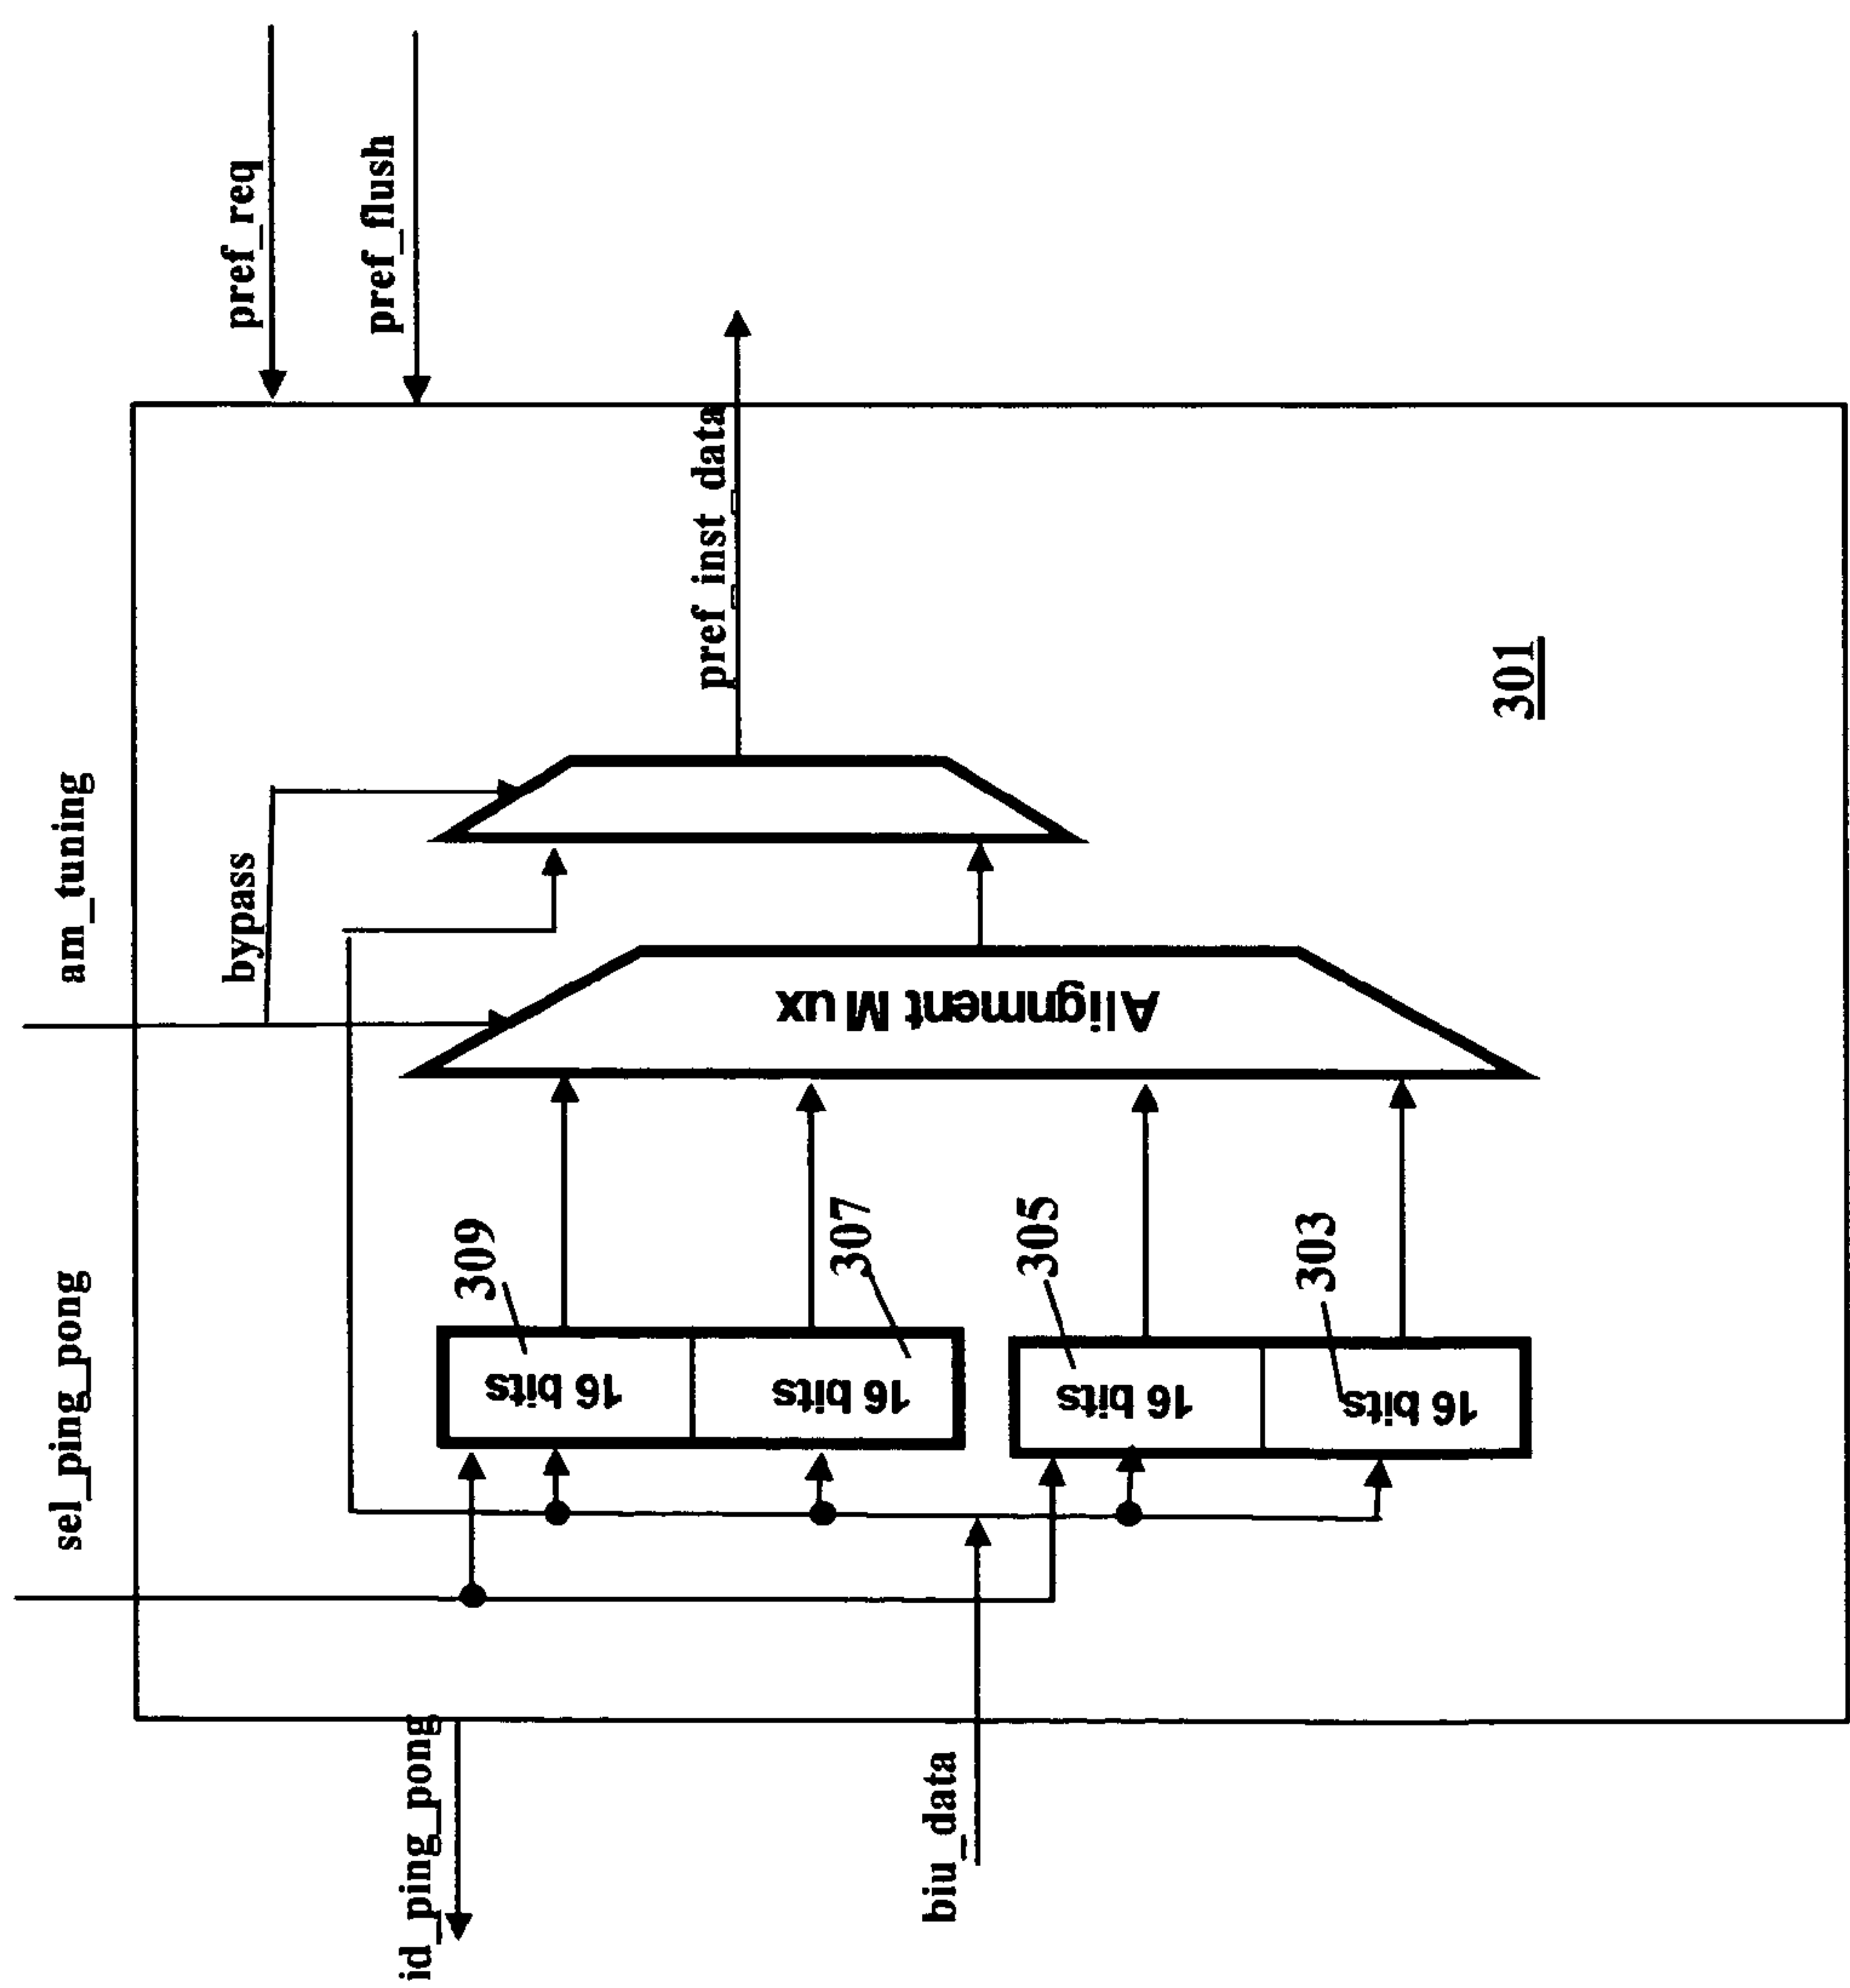 sel_ping_pong
am_tuning
bypass
pref_req
pref_flush
id_ping_pong
309
16 bits
307
16 bits
305
16 bits
303
16 bits
Alignment Mux
pref_inst_data
biu_data
301